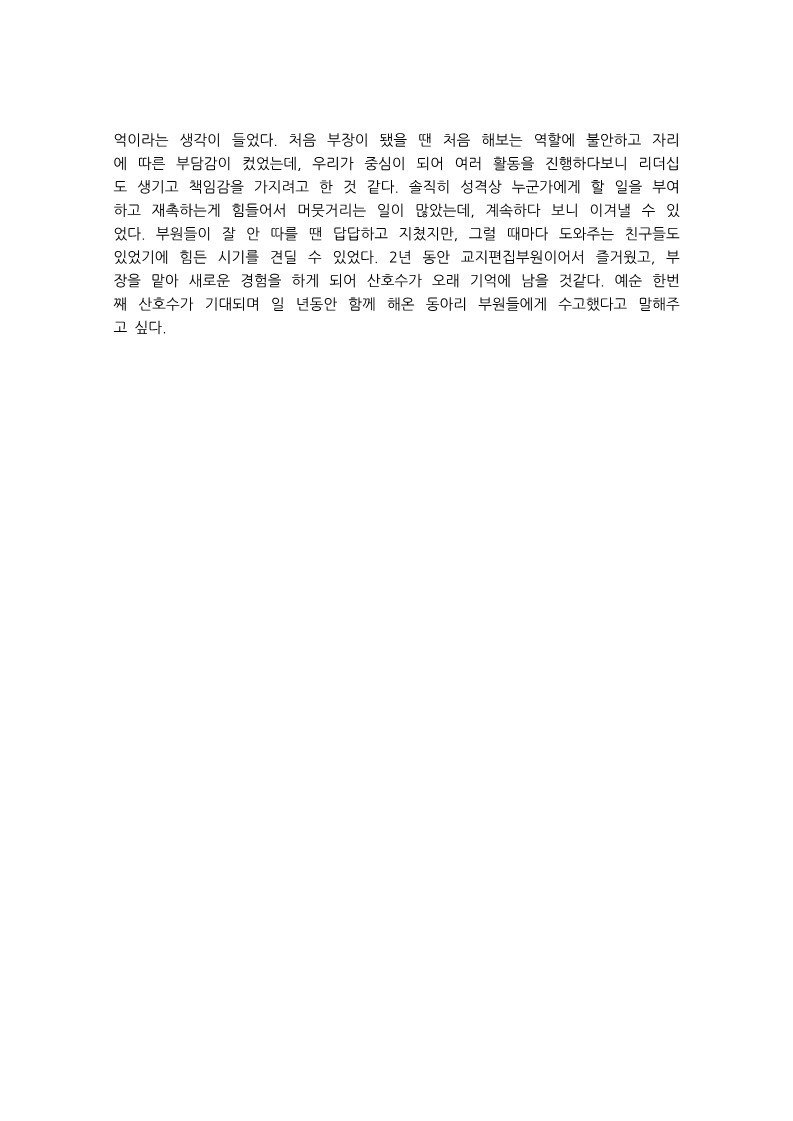 억이라는 생각이 들었다. 처음 부장이 됐을 땐 처음 해보는 역할에 불안하고 자리
에 따른 부담감이 컸었는데, 우리가 중심이 되어 여러 활동을 진행하다보니 리더십
도 생기고 책임감을 가지려고 한 것 같다. 솔직히 성격상 누군가에게 할 일을 부여
하고 재촉하는게 힘들어서 머뭇거리는 일이 많았는데, 계속하다 보니 이겨낼 수 있
었다. 부원들이 잘 안 따를 땐 답답하고 지쳤지만, 그럴 때마다 도와주는 친구들도
있었기에 힘든 시기를 견딜 수 있었다. 2년 동안 교지편집부원이어서 즐거웠고, 부
장을 맡아 새로운 경험을 하게 되어 산호수가 오래 기억에 남을 것같다. 예순 한번
째 산호수가 기대되며 일 년동안 함께 해온 동아리 부원들에게 수고했다고 말해주
고 싶다.